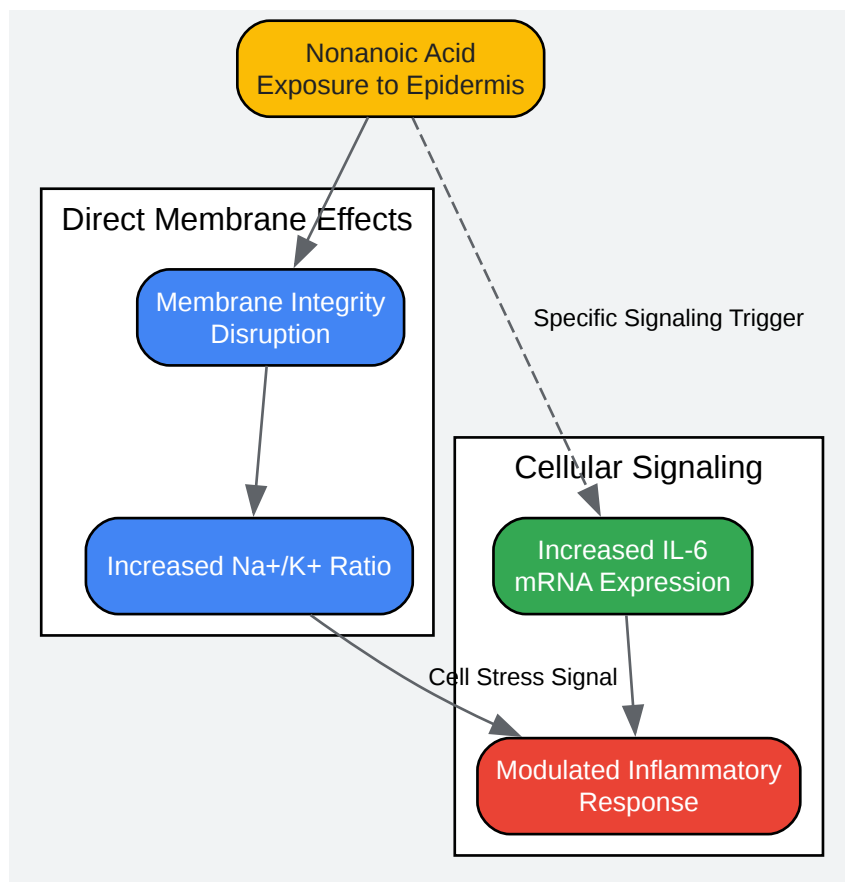 Nonanoic Acid
Exposure to Epidermis
Direct Membrane Effects
Membrane Integrity
Disruption
Specific Signaling Trigger
Cellular Signaling
Increased Na+/K+ Ratio
Increased IL-6
mRNA Expression
Cell Stress Signal
Modulated Inflammatory
Response